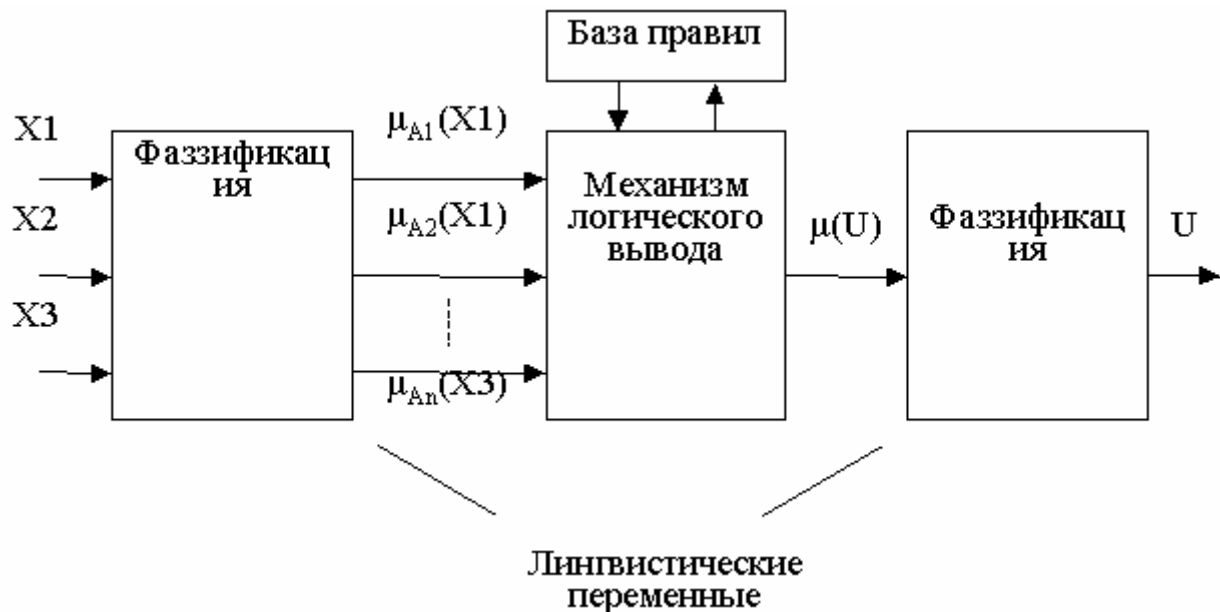 База правил
X1
μA1(X1)
Фаззификац
ия
Механизм
логического
вывода
X2
μA2(X1)
μ(U)
Фаззификац
ия
U
X3
μAn(X3)
Лингвистические
переменные